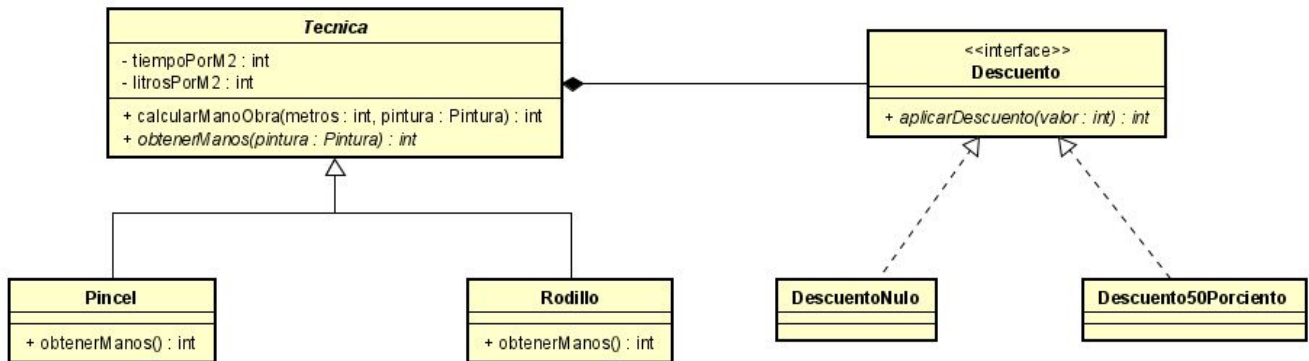 Tecnica
- tiempoPorM2 : int
- litrosPorM2 : int
+ calcularManoObra(metros : int, pintura : Pintura) : int
+ obtenerManos(pintura : Pintura) : int
<<interface>>
Descuento
+ aplicarDescuento(valor : int) : int
Pincel
+ obtenerManos() : int
Rodillo
+ obtenerManos() : int
DescuentoNulo
Descuento50Porciento